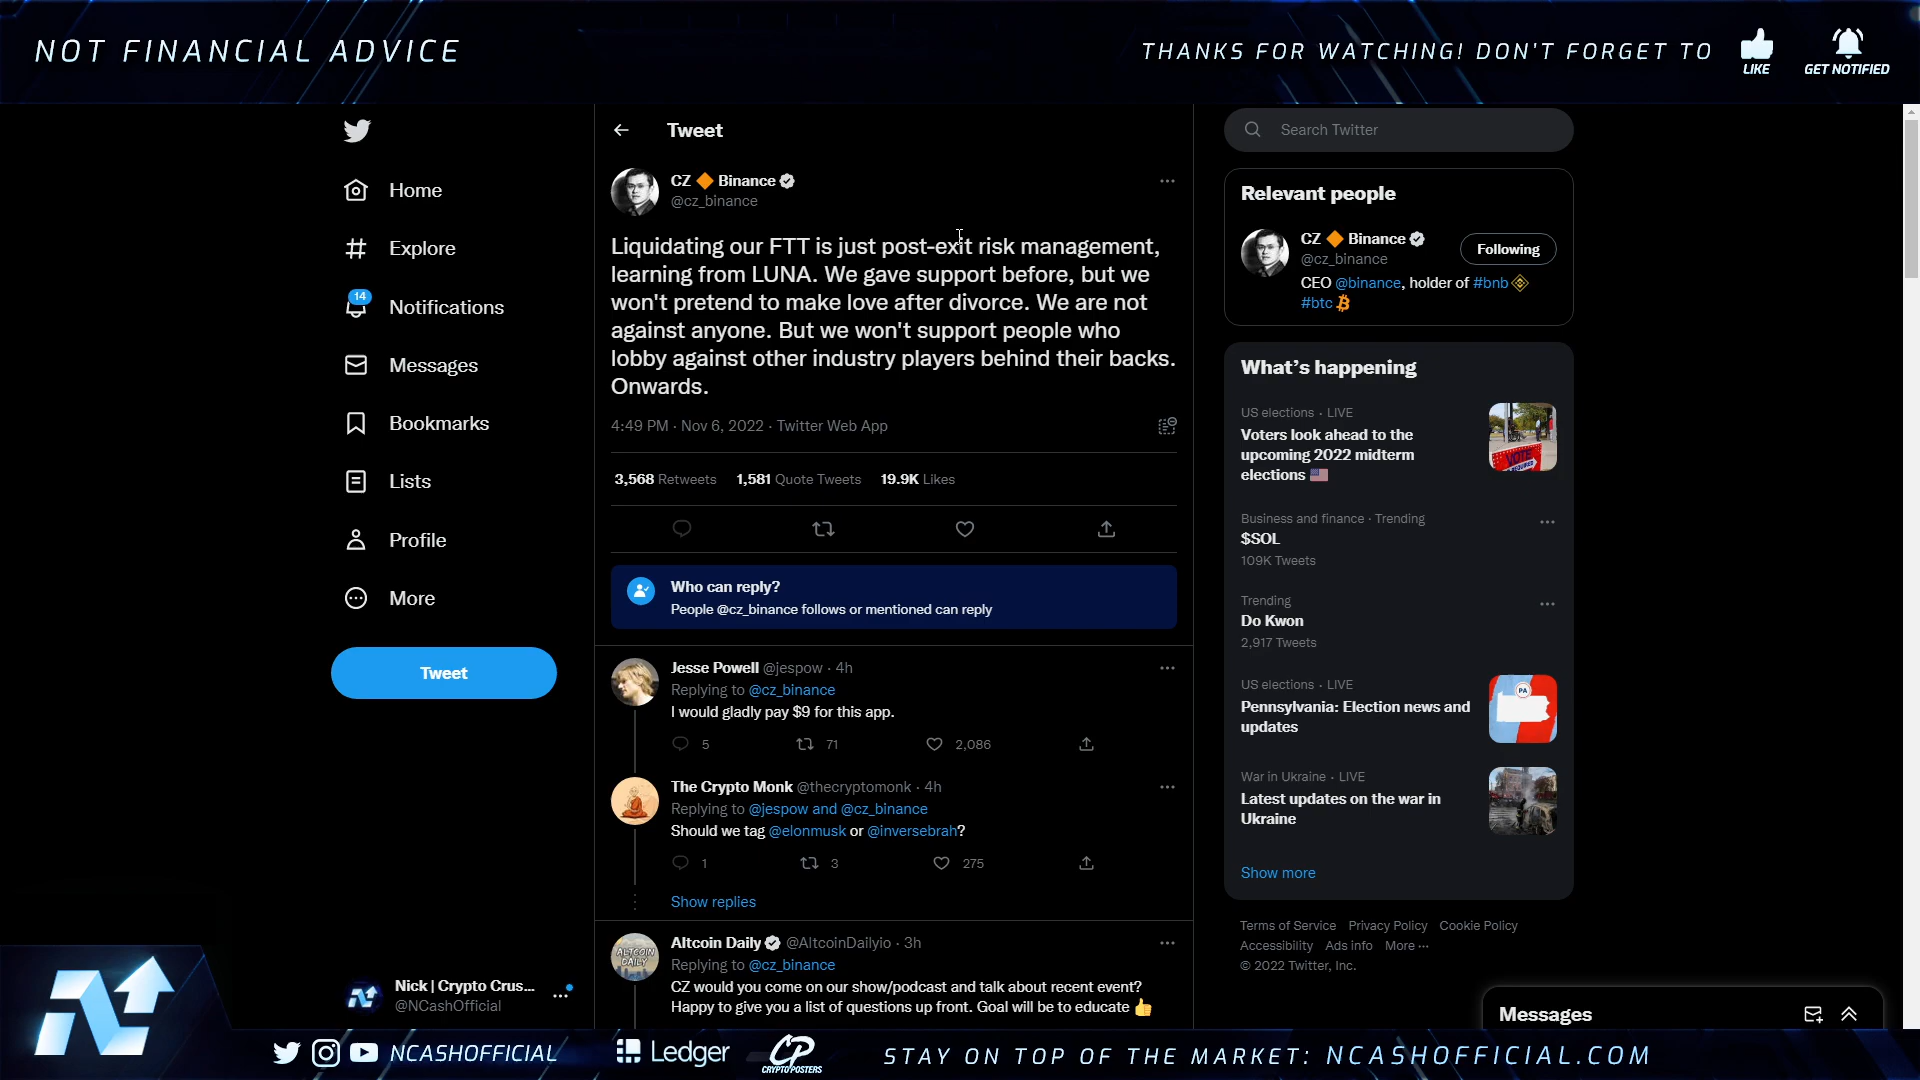 NOT FINANCIAL ADVICE
THANKS FOR WATCHING! DON'T FORGET TO
LIKE
GET NOTIFIED
Home
Explore
14
Notifications
Messages
Bookmarks
Lists
Profile
More
Tweet
Nick | Crypto Crus...
@NCashOfficial
Tweet
CZ 🔶 Binance
@cz_binance
Liquidating our FTT is just post-exit risk management,
learning from LUNA. We gave support before, but we
won't pretend to make love after divorce. We are not
against anyone. But we won't support people who
lobby against other industry players behind their backs.
Onwards.
4:49 PM · Nov 6, 2022 · Twitter Web App
3,568 Retweets 1,581 Quote Tweets 19.9K Likes
Who can reply?
People @cz_binance follows or mentioned can reply
Jesse Powell @jespow · 4h
Replying to @cz_binance
I would gladly pay $9 for this app.
5 71 2,086
The Crypto Monk @thecryptomonk · 4h
Replying to @jespow and @cz_binance
Should we tag @elonmusk or @inversebrah?
1 3 275
Show replies
ALTCOIN
DAILY
Altcoin Daily @AltcoinDailyio · 3h
Replying to @cz_binance
CZ would you come on our show/podcast and talk about recent event?
Happy to give you a list of questions up front. Goal will be to educate 👍
Search Twitter
Relevant people
CZ 🔶 Binance
@cz_binance
Following
CEO @binance, holder of #bnb
#btc
What's happening
US elections · LIVE
Voters look ahead to the
upcoming 2022 midterm
elections 🇺🇸
VOTE
Business and finance · Trending
$SOL
109K Tweets
Trending
Do Kwon
2,917 Tweets
US elections · LIVE
Pennsylvania: Election news and
updates
PA
War in Ukraine · LIVE
Latest updates on the war in
Ukraine
Show more
Terms of Service Privacy Policy Cookie Policy
Accessibility Ads info More ···
© 2022 Twitter, Inc.
Messages
NCASHOFFICIAL
Ledger
CP
CRYPTOPOSTERS
STAY ON TOP OF THE MARKET: NCASHOFFICIAL.COM